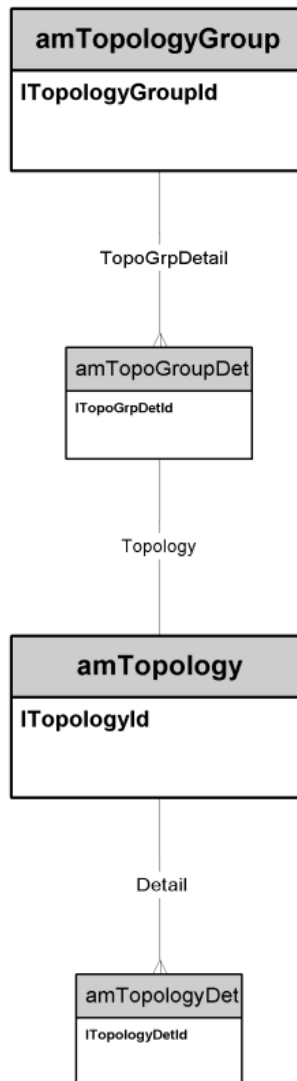 amTopologyGroup
lTopologyGroupId
TopoGrpDetail
amTopoGroupDet
lTopoGrpDetId
Topology
amTopology
lTopologyId
Detail
amTopologyDet
lTopologyDetId